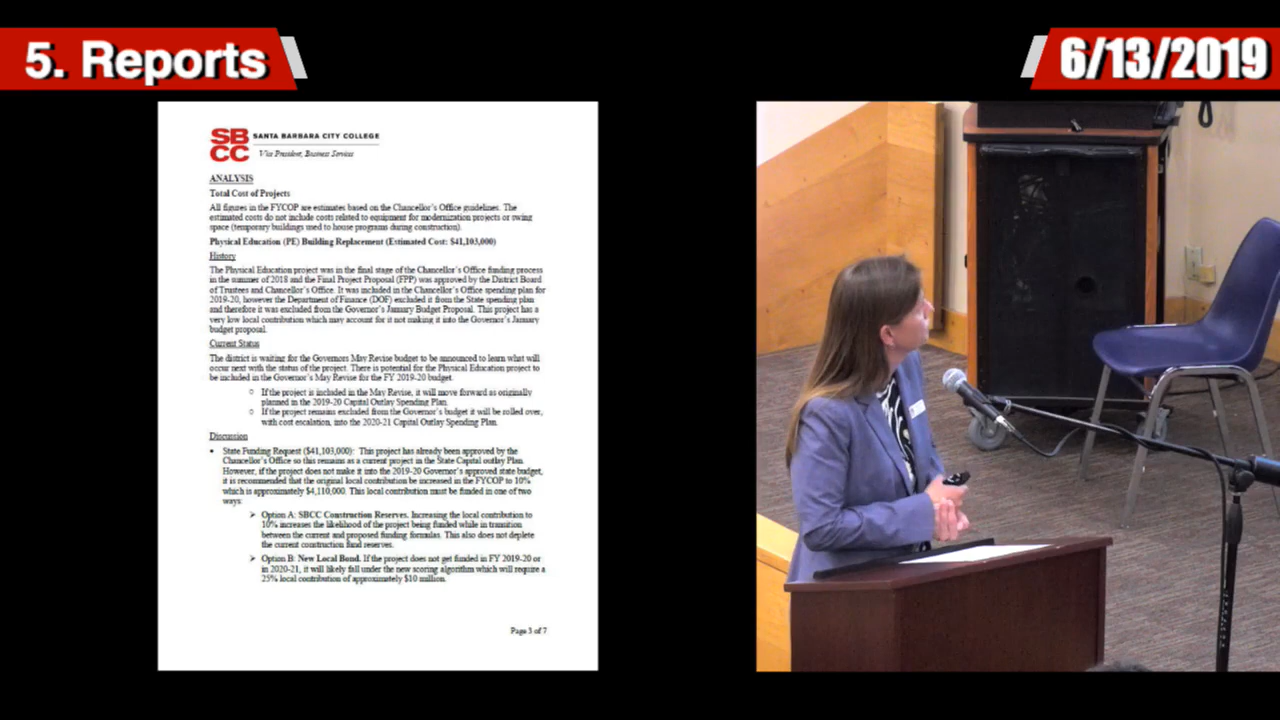 5. Reports
6/13/2019
SBCC
SANTA BARBARA CITY COLLEGE
Vice President, Business Services
ANALYSIS
Total Cost of Projects
All figures in the FYCOP are estimates based on the Chancellor's Office guidelines. The
estimated costs do not include costs related to equipment for modernization projects or swing
space (temporary buildings used to house programs during construction).
Physical Education (PE) Building Replacement (Estimated Cost: $41,103,000)
History
The Physical Education project was in the final stage of the Chancellor's Office funding process
in the summer of 2018 and the Final Project Proposal (FPP) was approved by the District Board
of Trustees and Chancellor's Office. It was included in the Chancellor's Office spending plan for
2019-20, however the Department of Finance (DOF) excluded it from the State spending plan
and therefore it was excluded from the Governor's January Budget Proposal. This project has a
very low local contribution which may account for it not making it into the Governor's January
budget proposal.
Current Status
The district is waiting for the Governors May Revise budget to be announced to learn what will
occur next with the status of the project. There is potential for the Physical Education project to
be included in the Governor's May Revise for the FY 2019-20 budget.
○ If the project is included in the May Revise, it will move forward as originally
planned in the 2019-20 Capital Outlay Spending Plan.
○ If the project remains excluded from the Governor's budget it will be rolled over,
with cost escalation, into the 2020-21 Capital Outlay Spending Plan.
Discussion
• State Funding Request ($41,103,000): This project has already been approved by the
Chancellor's Office so this remains as a current project in the State Capital outlay Plan.
However, if the project does not make it into the 2019-20 Governor's approved state budget,
it is recommended that the original local contribution be increased in the FYCOP to 10%
which is approximately $4,110,000. This local contribution must be funded in one of two
ways:
➢ Option A: SBCC Construction Reserves. Increasing the local contribution to
10% increases the likelihood of the project being funded while in transition
between the current and proposed funding formulas. This also does not deplete
the current construction fund reserves.
➢ Option B: New Local Bond. If the project does not get funded in FY 2019-20 or
in 2020-21, it will likely fall under the new scoring algorithm which will require a
25% local contribution of approximately $10 million.
Page 3 of 7